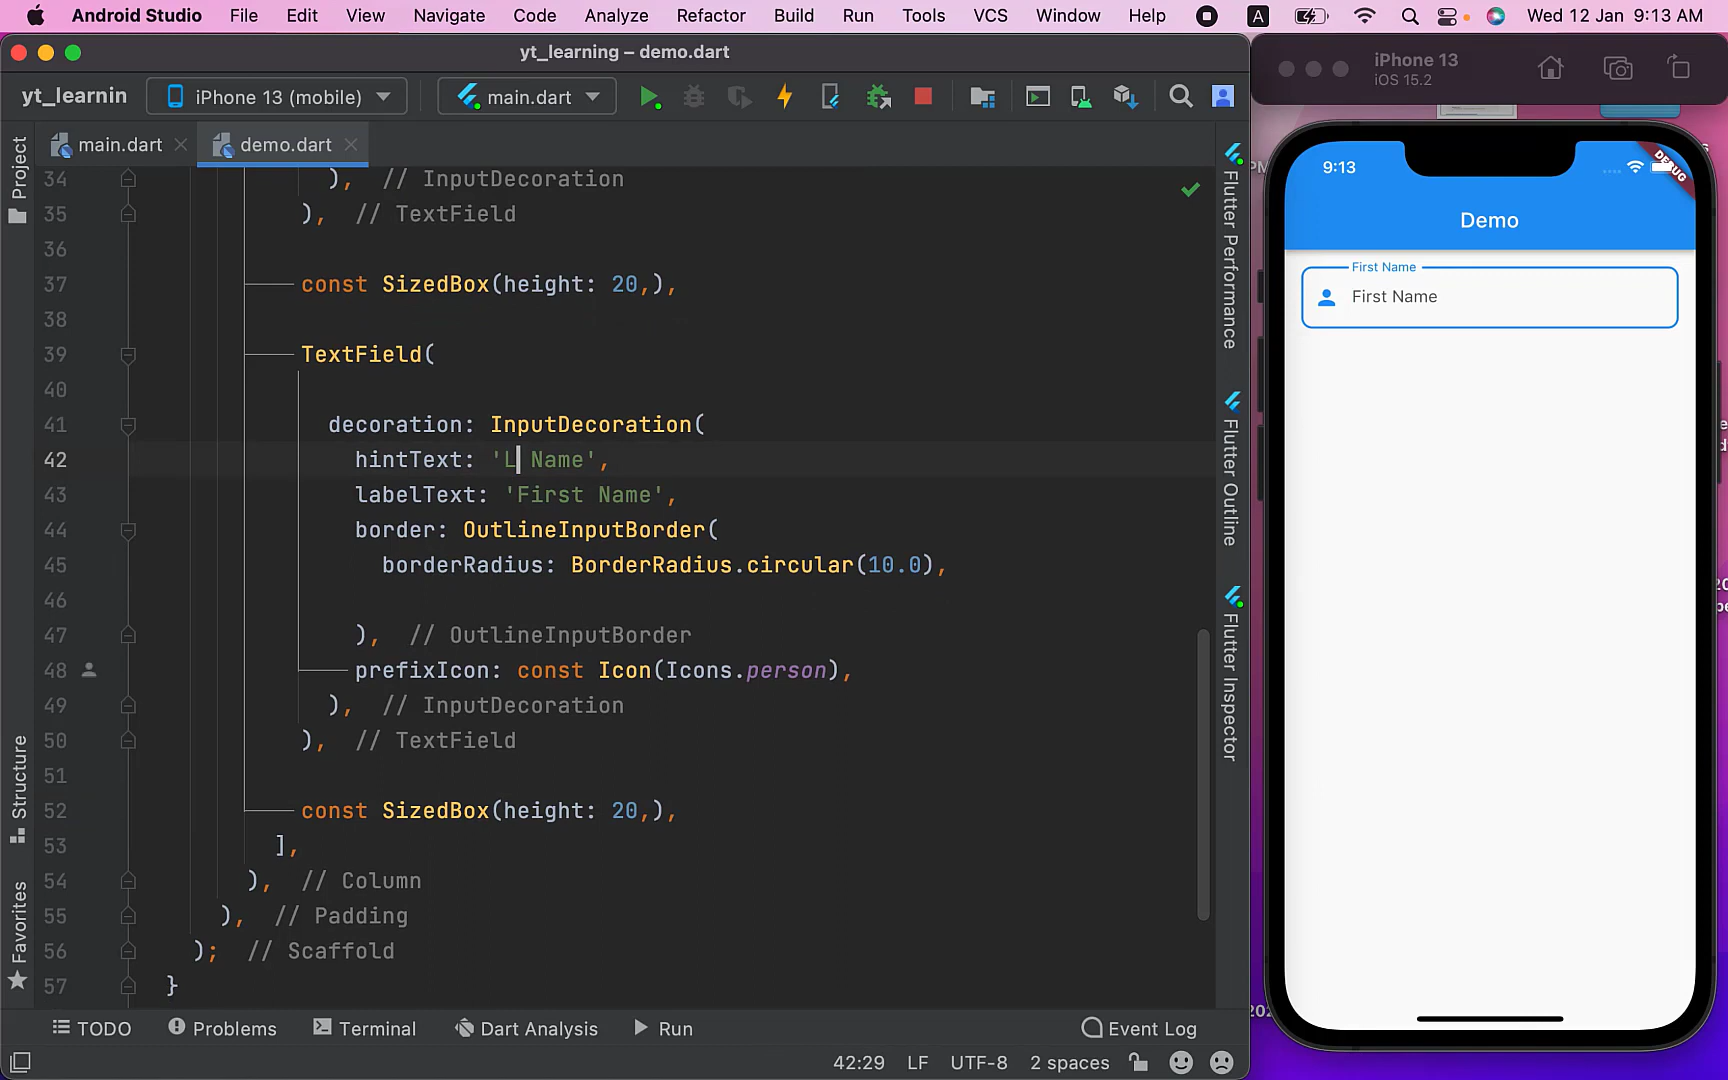 Android Studio File Edit View Navigate Code Analyze Refactor Build Run Tools VCS Window Help A Wed 12 Jan 9:13 AM
yt_learning – demo.dart
yt_learnin iPhone 13 (mobile) main.dart
main.dart demo.dart
Project
Structure
Favorites
34 ), // InputDecoration
35 ), // TextField
36
37 const SizedBox(height: 20,),
38
39 TextField(
40
41 decoration: InputDecoration(
42 hintText: 'L Name',
43 labelText: 'First Name',
44 border: OutlineInputBorder(
45 borderRadius: BorderRadius.circular(10.0),
46
47 ), // OutlineInputBorder
48 prefixIcon: const Icon(Icons.person),
49 ), // InputDecoration
50 ), // TextField
51
52 const SizedBox(height: 20,),
53 ],
54 ), // Column
55 ), // Padding
56 ); // Scaffold
57 }
Flutter Performance
Flutter Outline
Flutter Inspector
TODO Problems Terminal Dart Analysis Run Event Log
42:29 LF UTF-8 2 spaces
iPhone 13
iOS 15.2
9:13
DEBUG
Demo
First Name
First Name